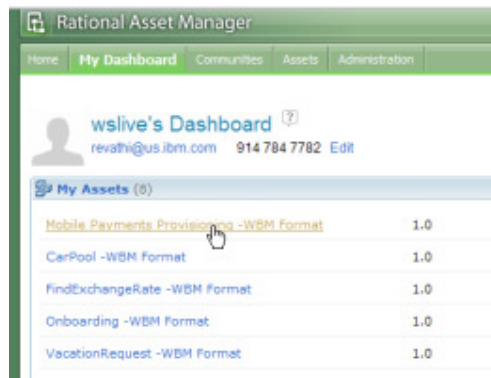 Rational Asset Manager
Home My Dashboard Communities Assets Administration
wslive's Dashboard ?
revathi@us.ibm.com 914 784 7782 Edit
My Assets (8)
Mobile Payments Provisioning -WBM Format 1.0
CarPool -WBM Format 1.0
FindExchangeRate -WBM Format 1.0
Onboarding -WBM Format 1.0
VacationRequest -WBM Format 1.0